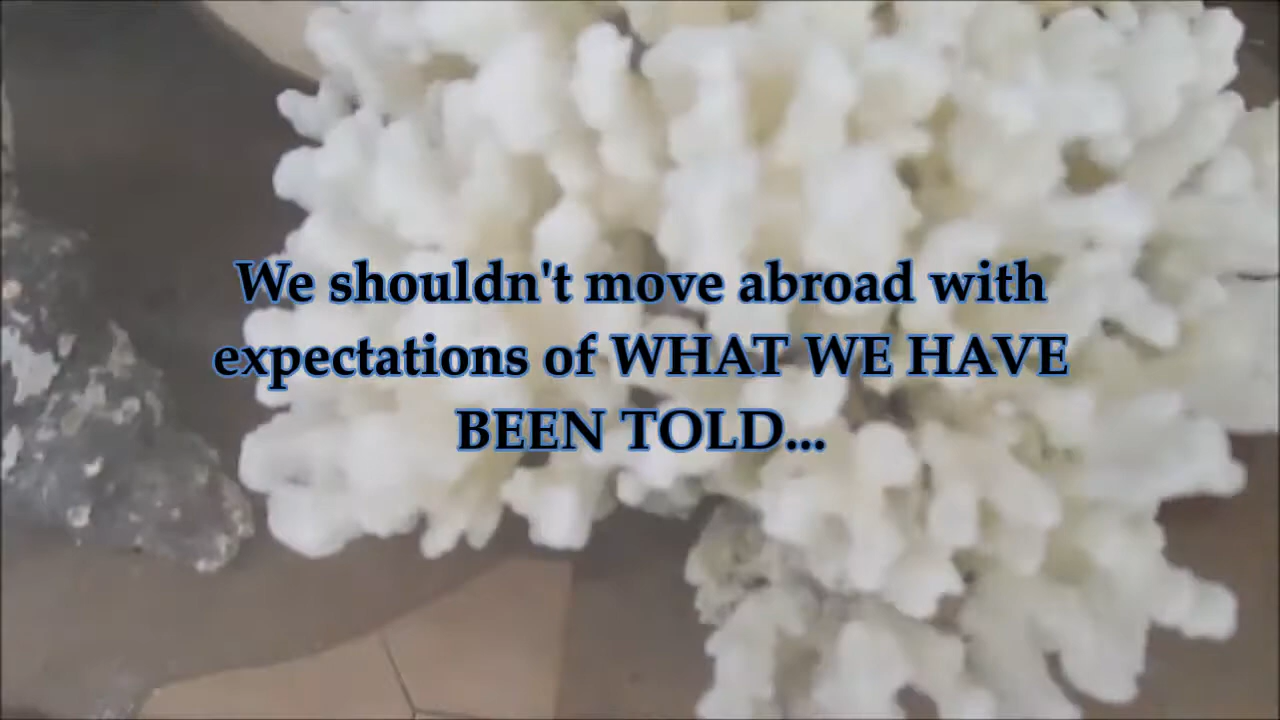 We shouldn't move abroad with
expectations of WHAT WE HAVE
BEEN TOLD...